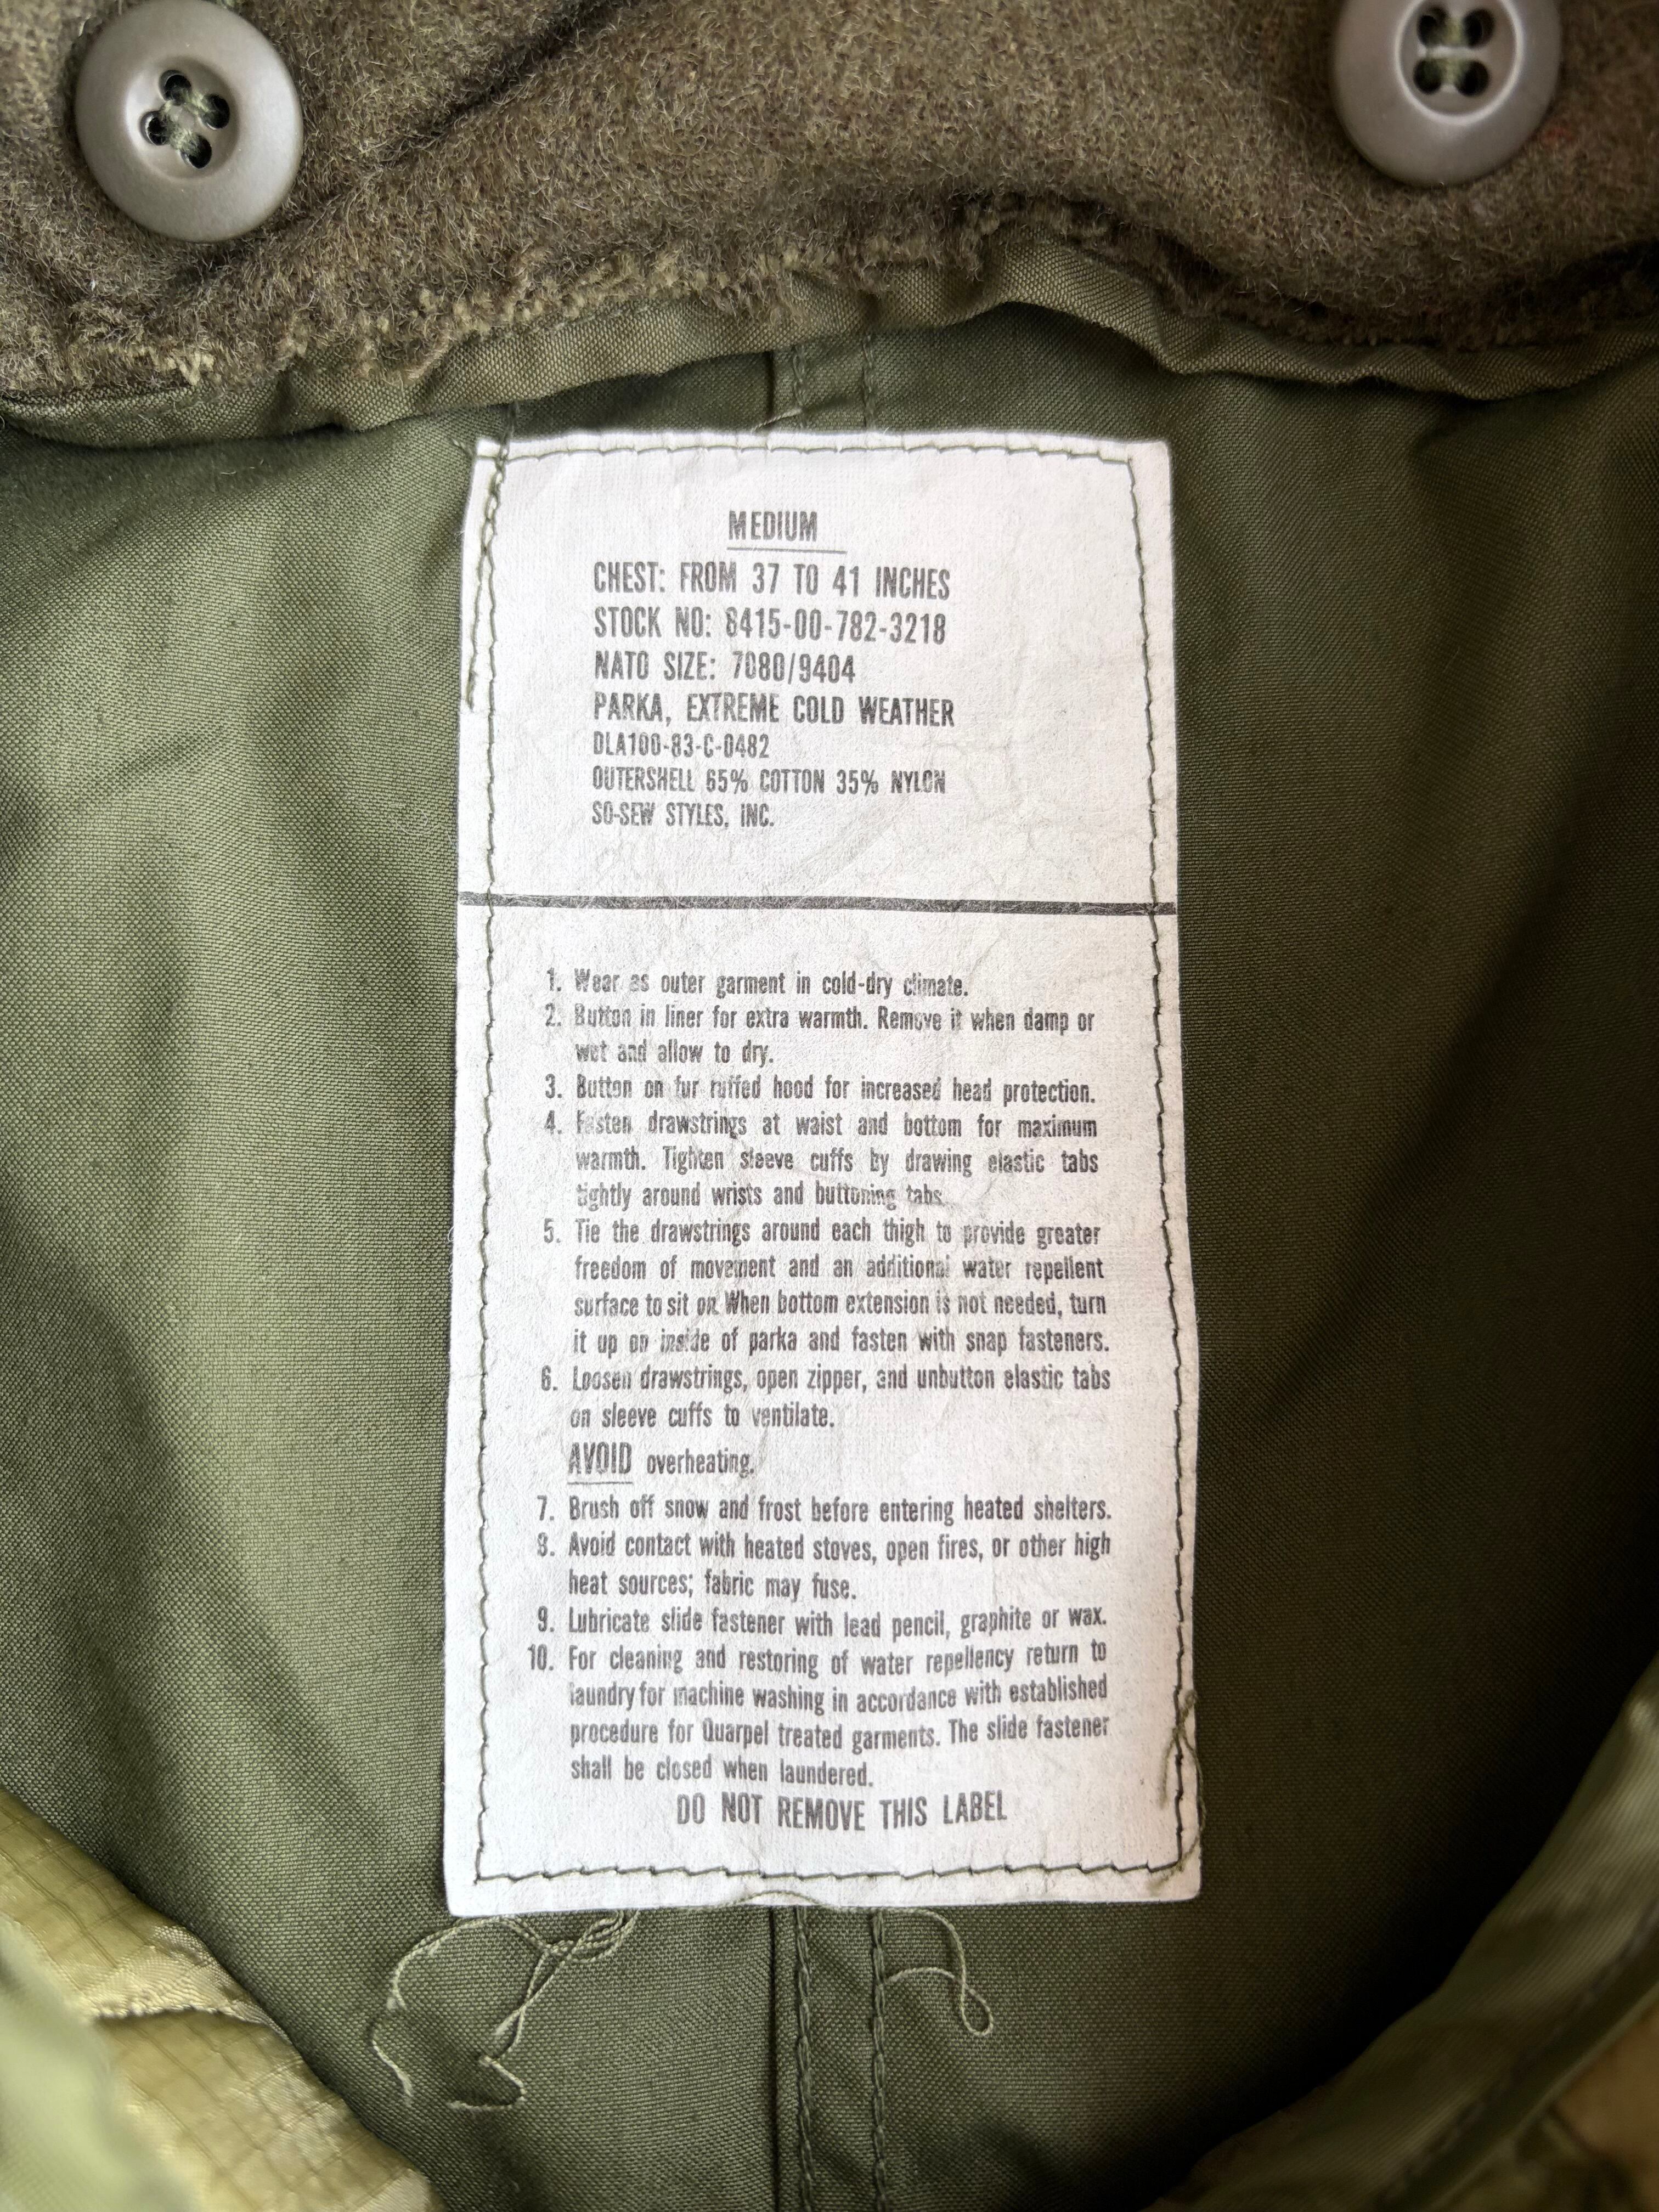 MEDIUM
CHEST: FROM 37 TO 41 INCHES
STOCK NO: 8415-00-782-3218
NATO SIZE: 7080/9404
PARKA, EXTREME COLD WEATHER
DLA100-83-C-0482
OUTERSHELL 65% COTTON 35% NYLON
SO-SEW STYLES, INC.
1. Wear as outer garment in cold-dry climate.
2. Button in liner for extra warmth. Remove it when damp or
wet and allow to dry.
3. Button on fur ruffed hood for increased head protection.
4. Fasten drawstrings at waist and bottom for maximum
warmth. Tighten sleeve cuffs by drawing elastic tabs
tightly around wrists and buttoning tabs.
5. Tie the drawstrings around each thigh to provide greater
freedom of movement and an additional water repellent
surface to sit on. When bottom extension is not needed, turn
it up on inside of parka and fasten with snap fasteners.
6. Loosen drawstrings, open zipper, and unbutton elastic tabs
on sleeve cuffs to ventilate.
AVOID overheating.
7. Brush off snow and frost before entering heated shelters.
8. Avoid contact with heated stoves, open fires, or other high
heat sources; fabric may fuse.
9. Lubricate slide fastener with lead pencil, graphite or wax.
10. For cleaning and restoring of water repellency return to
laundry for machine washing in accordance with established
procedure for Quarpel treated garments. The slide fastener
shall be closed when laundered.
DO NOT REMOVE THIS LABEL